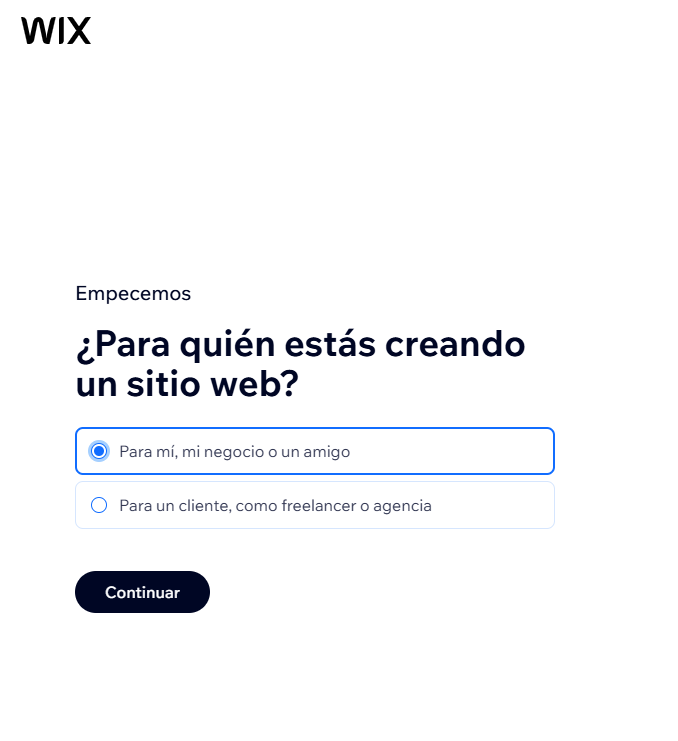 WIX
Empecemos
¿Para quién estás creando
un sitio web?
Para mí, mi negocio o un amigo
Para un cliente, como freelancer o agencia
Continuar